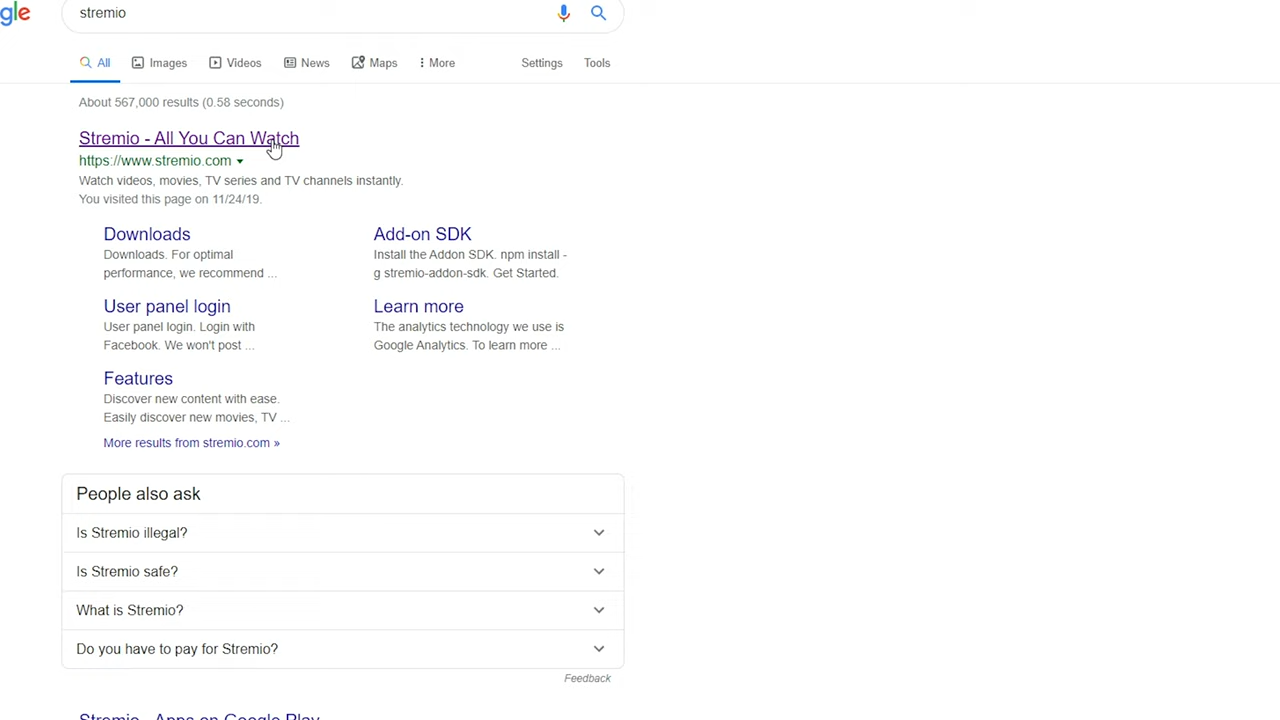 gle
stremio
All Images Videos News Maps More Settings Tools
About 567,000 results (0.58 seconds)
Stremio - All You Can Watch
https://www.stremio.com
Watch videos, movies, TV series and TV channels instantly.
You visited this page on 11/24/19.
Downloads
Downloads. For optimal
performance, we recommend ...
Add-on SDK
Install the Addon SDK. npm install -
g stremio-addon-sdk. Get Started.
User panel login
User panel login. Login with
Facebook. We won't post ...
Learn more
The analytics technology we use is
Google Analytics. To learn more ...
Features
Discover new content with ease.
Easily discover new movies, TV ...
More results from stremio.com »
People also ask
Is Stremio illegal?
Is Stremio safe?
What is Stremio?
Do you have to pay for Stremio?
Feedback
Stremio - Apps on Google Play